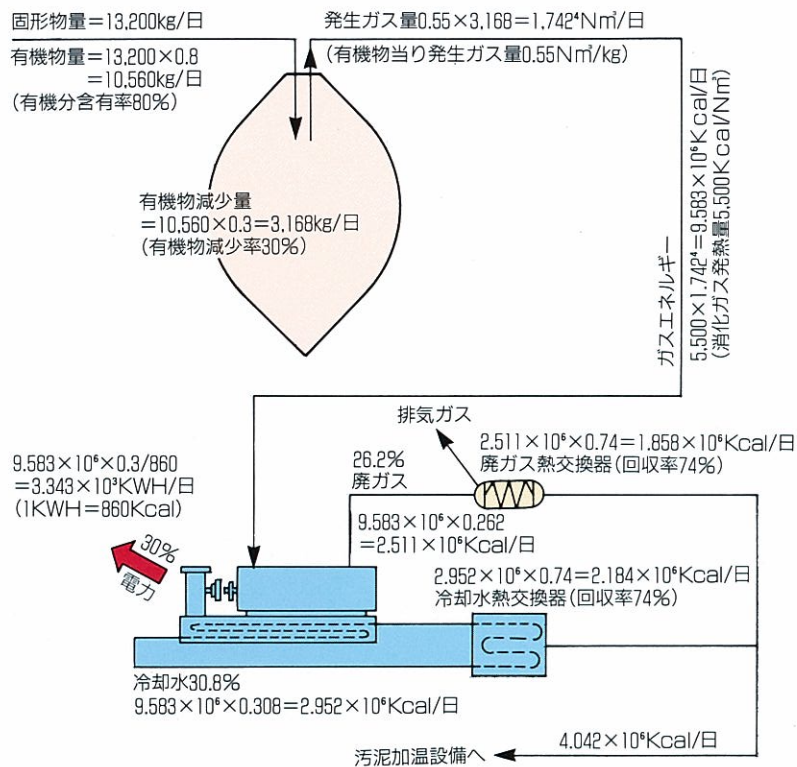 固形物量=13,200kg/日
有機物量=13,200×0.8
=10,560kg/日
(有機分含有率80%)
発生ガス量0.55×3,168=1,742⁴N㎥/日
(有機物当り発生ガス量0.55N㎥/kg)
有機物減少量
=10,560×0.3=3,168kg/日
(有機物減少率30%)
ガスエネルギー
5,500×1,742⁴=9.583×10⁶Kcal/日
(消化ガス発熱量5,500Kcal/Nm³)
排気ガス
2.511×10⁶×0.74=1.858×10⁶Kcal/日
廃ガス熱交換器(回収率74%)
26.2%
廃ガス
9.583×10⁶×0.262
=2.511×10⁶Kcal/日
9.583×10⁶×0.3/860
=3.343×10³KWH/日
(1KWH=860Kcal)
30%
電力
2.952×10⁶×0.74=2.184×10⁶Kcal/日
冷却水熱交換器(回収率74%)
冷却水30.8%
9.583×10⁶×0.308=2.952×10⁶Kcal/日
4.042×10⁶Kcal/日
汚泥加温設備へ